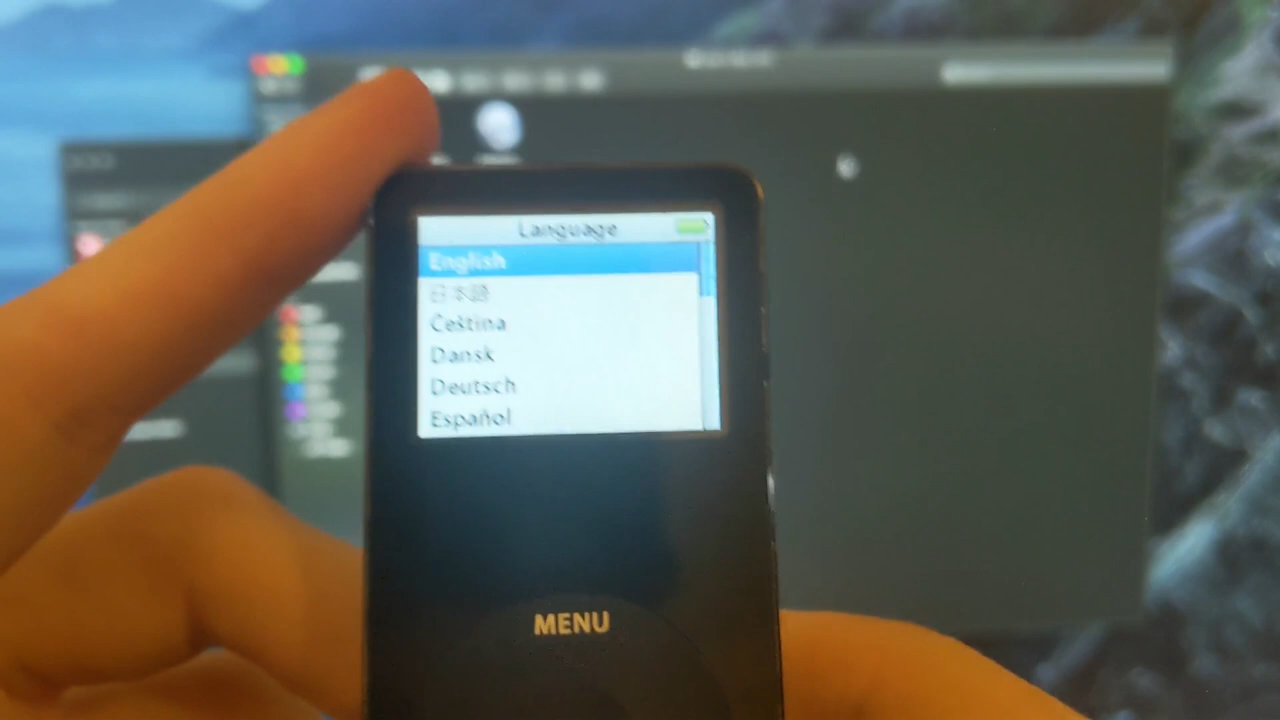 Language
English
日本語
Čeština
Dansk
Deutsch
Español
MENU